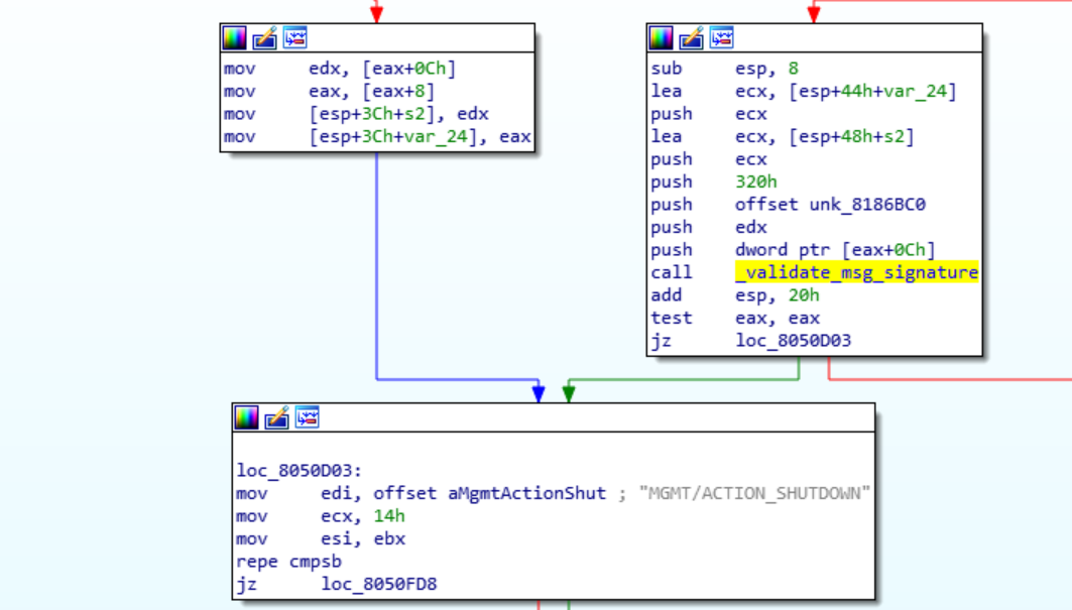 mov edx, [eax+0Ch]
mov eax, [eax+8]
mov [esp+3Ch+s2], edx
mov [esp+3Ch+var_24], eax
sub esp, 8
lea ecx, [esp+44h+var_24]
push ecx
lea ecx, [esp+48h+s2]
push ecx
push 320h
push offset unk_8186BC0
push edx
push dword ptr [eax+0Ch]
call _validate_msg_signature
add esp, 20h
test eax, eax
jz loc_8050D03
loc_8050D03:
mov edi, offset aMgmtActionShut ; "MGMT/ACTION_SHUTDOWN"
mov ecx, 14h
mov esi, ebx
repe cmpsb
jz loc_8050FD8